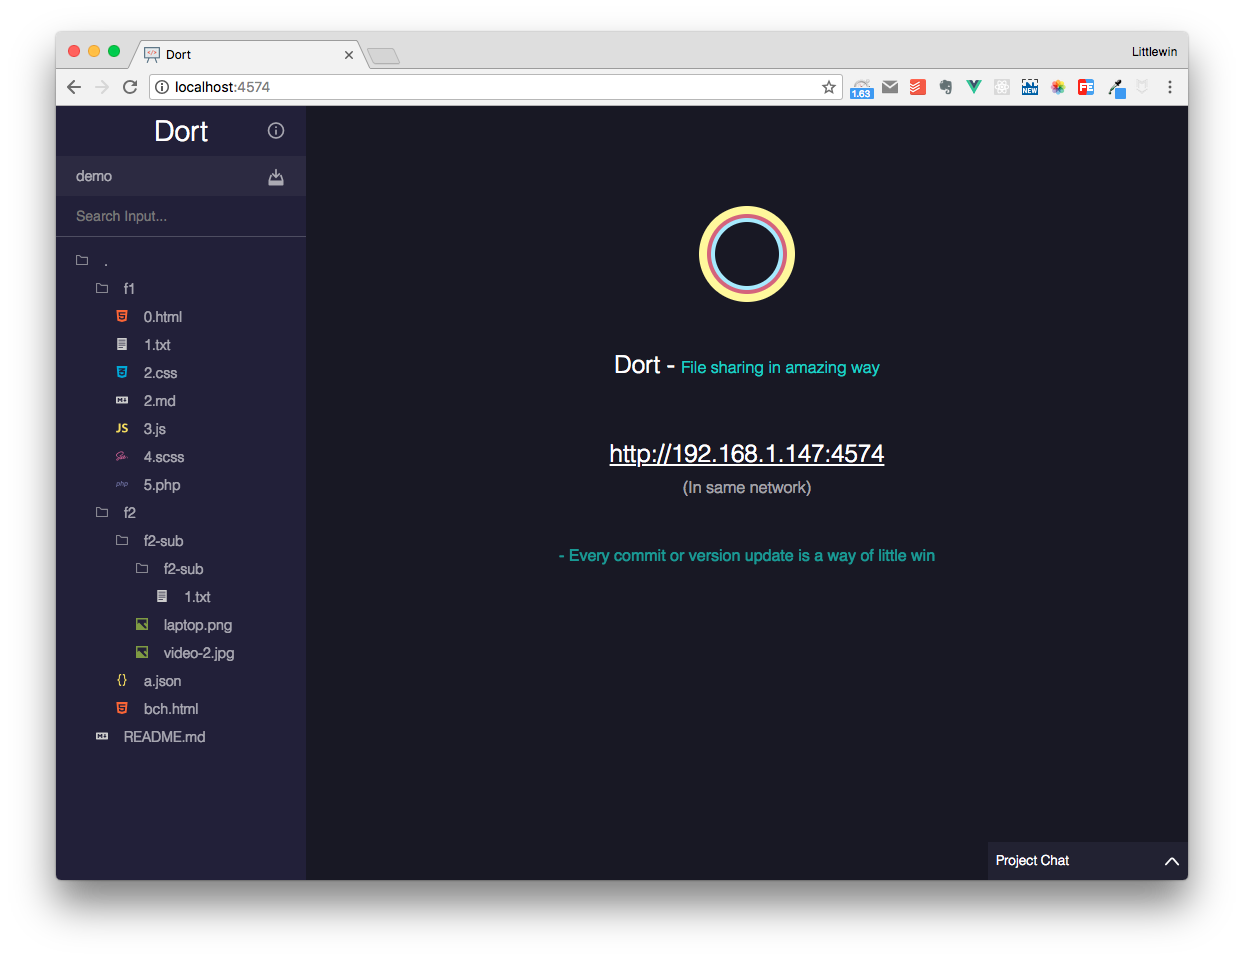 Dort
Littlewin
localhost:4574
1.63
NEW
FE
Dort
demo
Search Input...
.
f1
0.html
1.txt
2.css
2.md
JS 3.js
4.scss
php 5.php
f2
f2-sub
f2-sub
1.txt
laptop.png
video-2.jpg
{} a.json
bch.html
README.md
Dort - File sharing in amazing way
http://192.168.1.147:4574
(In same network)
- Every commit or version update is a way of little win
Project Chat